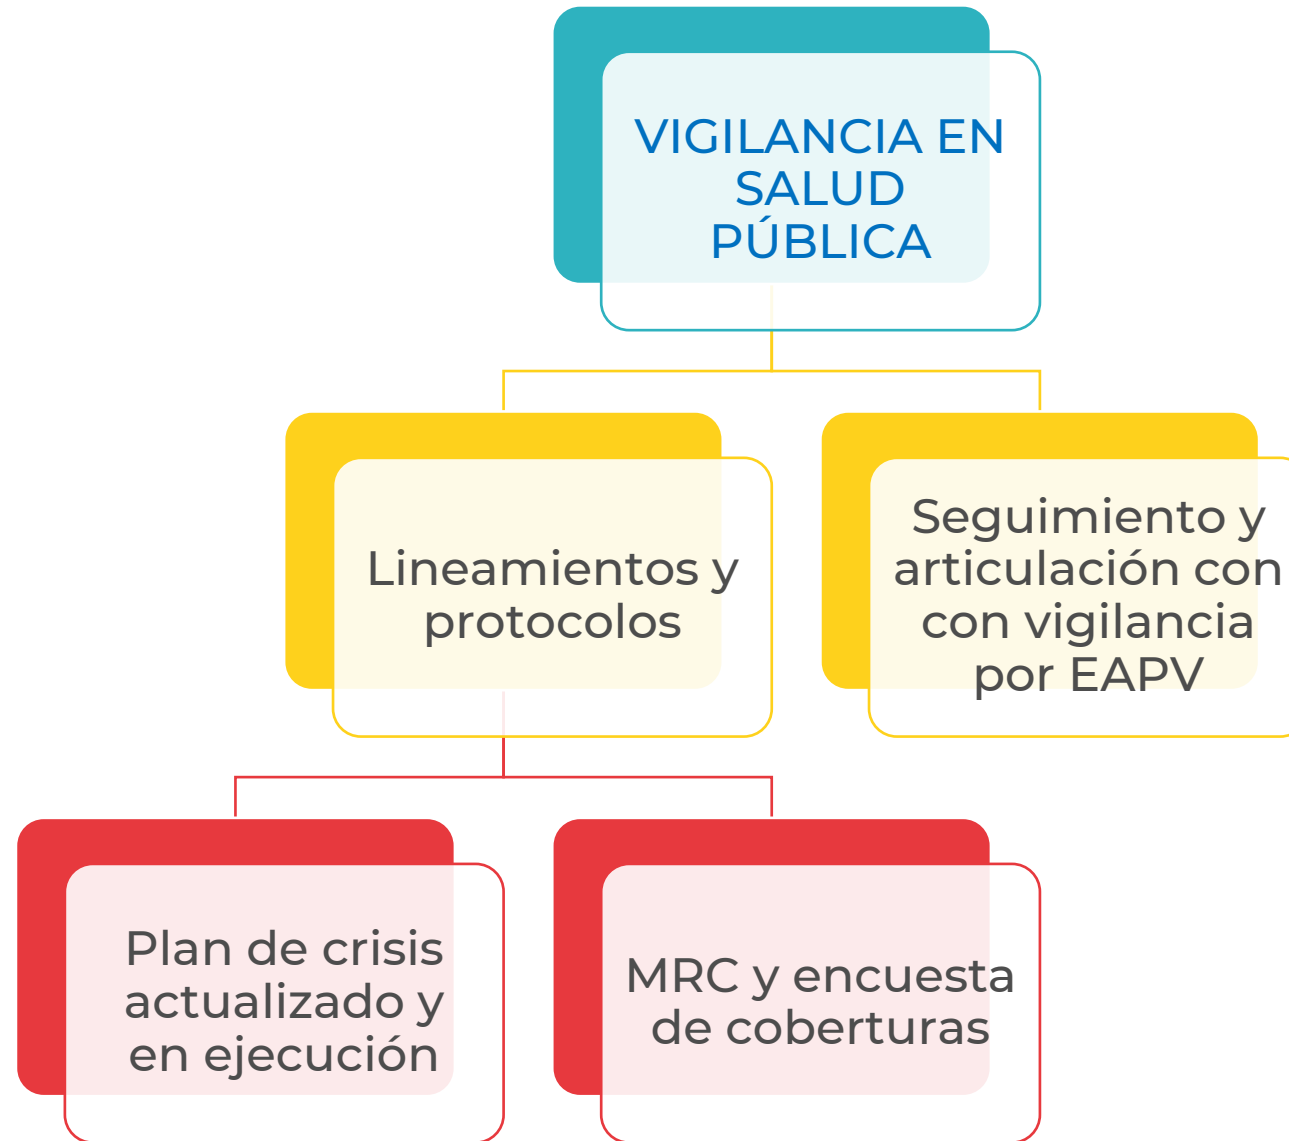 VIGILANCIA EN
SALUD
PÚBLICA
Lineamientos y
protocolos
Seguimiento y
articulación con
con vigilancia
por EAPV
Plan de crisis
actualizado y
en ejecución
MRC y encuesta
de coberturas